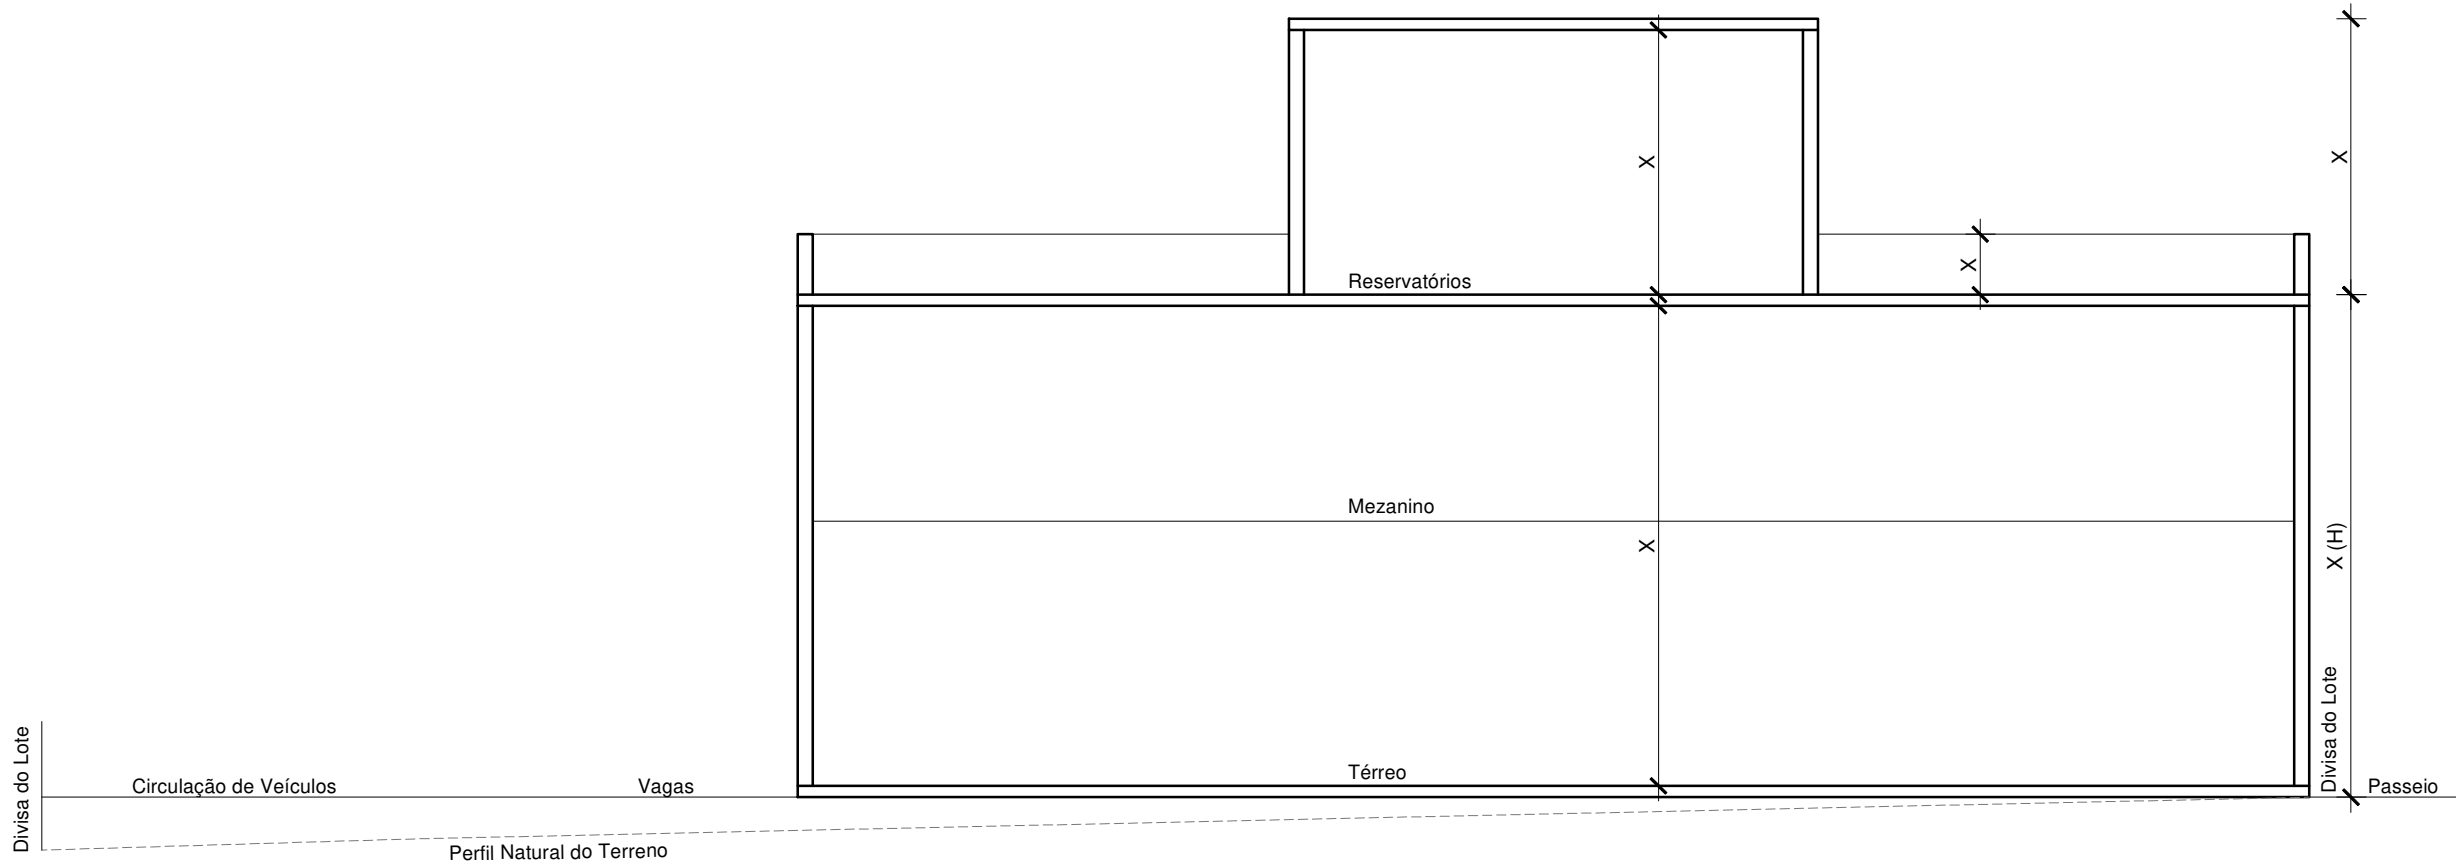 X
X
X
Reservatórios
Mezanino
X
X (H)
Divisa do Lote
Divisa do Lote
Circulação de Veículos
Vagas
Térreo
Passeio
Perfil Natural do Terreno